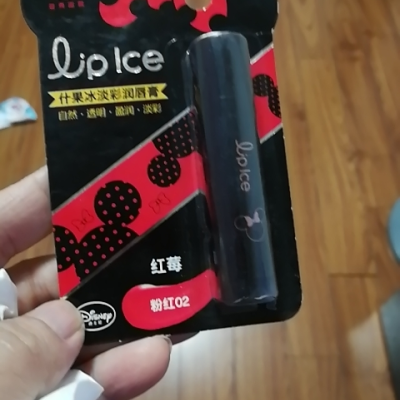 Lip Ice
什果冰淡彩润唇膏
自然·透明·盈润·淡彩
lip Ice
红莓
粉红02
Disney